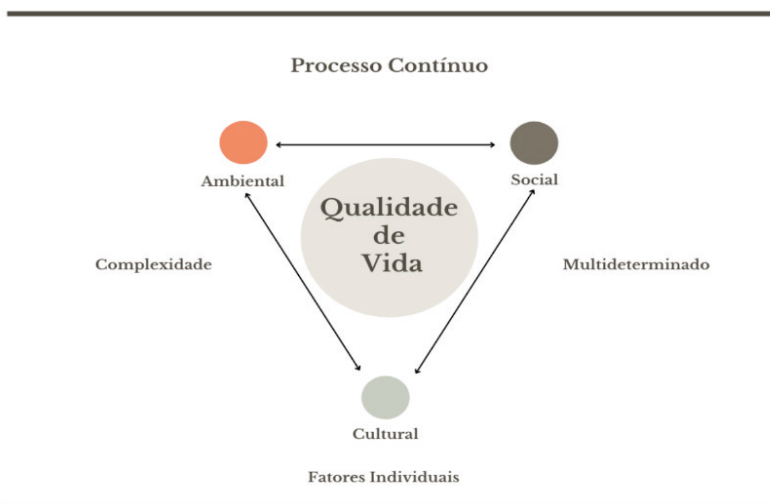 Processo Contínuo
Ambiental
Social
Qualidade
de
Vida
Complexidade
Multideterminado
Cultural
Fatores Individuais